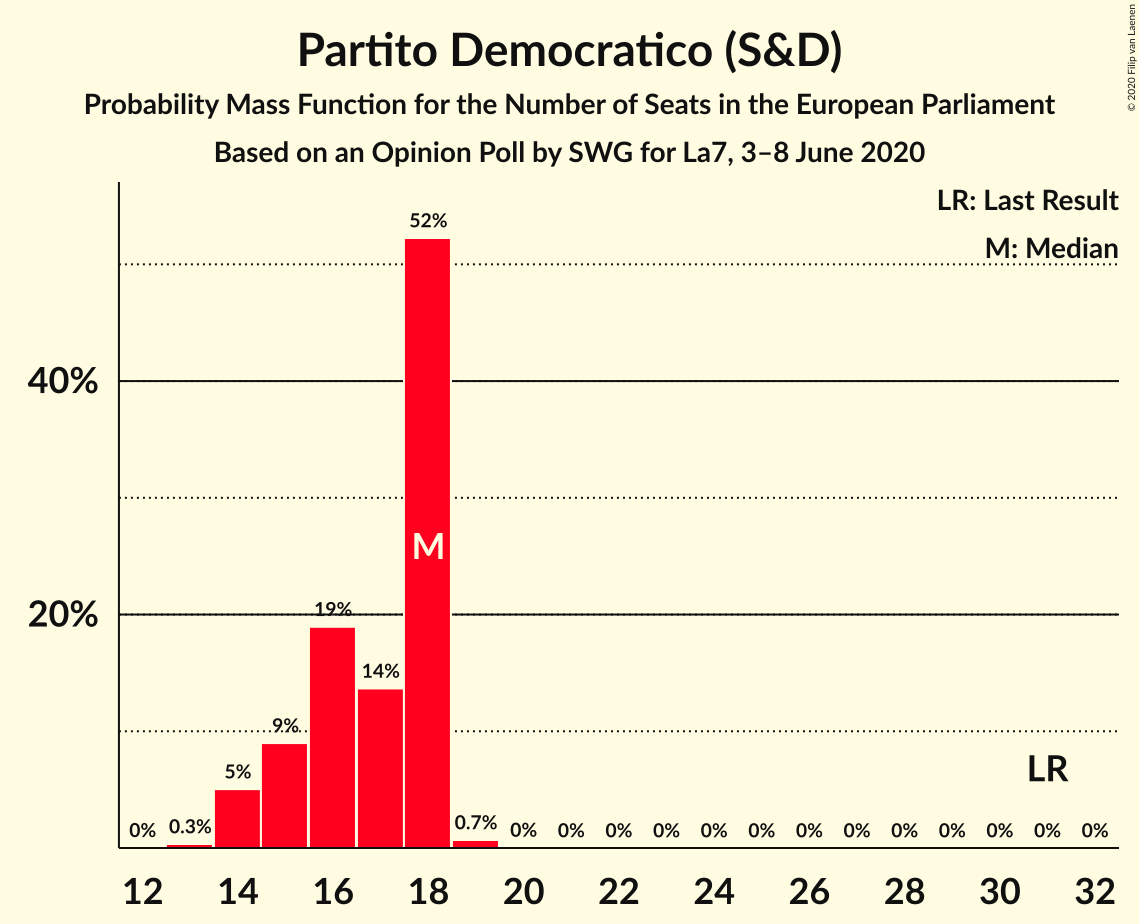 Partito Democratico (S&D)
Probability Mass Function for the Number of Seats in the European Parliament
Based on an Opinion Poll by SWG for La7, 3–8 June 2020
© 2020 Filip van Laenen
LR: Last Result
M: Median
52%
40%
M
20%
19%
14%
9%
5%
LR
0% 0.3% 0.7% 0% 0% 0% 0% 0% 0% 0% 0% 0% 0% 0% 0% 0%
12 14 16 18 20 22 24 26 28 30 32